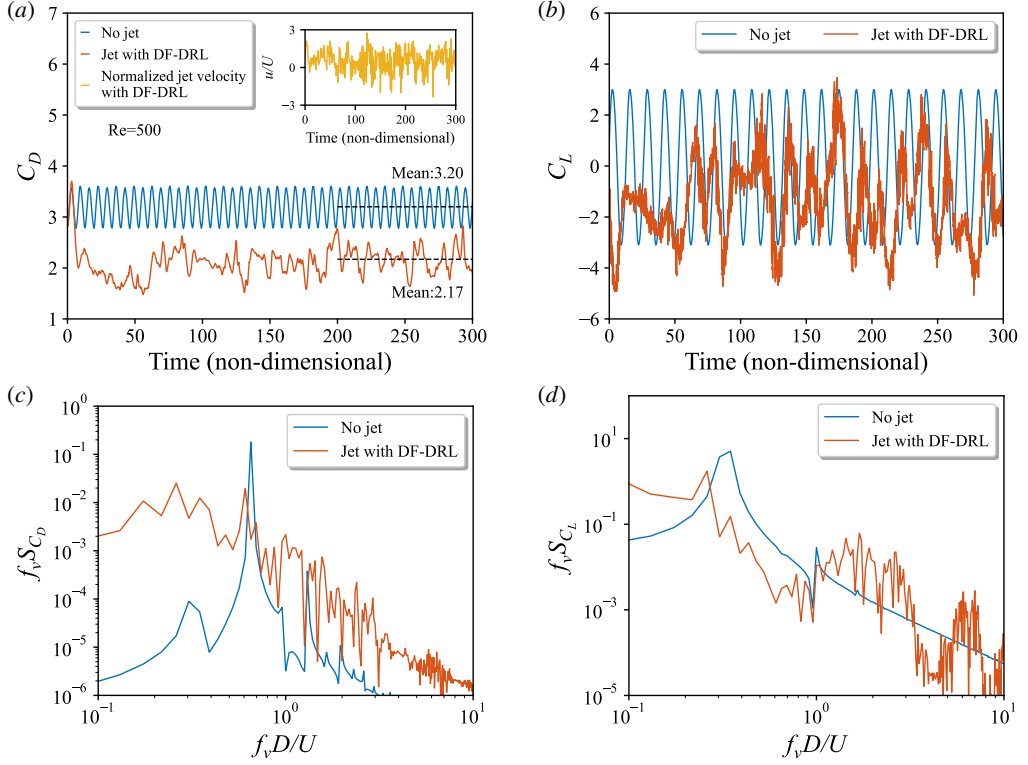 (a)
7
6
5
4
3
2
1
C_D
No jet
Jet with DF-DRL
Normalized jet velocity
with DF-DRL
Re=500
3
0
−3
u/U
0 100 200 300
Time (non-dimensional)
Mean:3.20
Mean:2.17
0 50 100 150 200 250 300
Time (non-dimensional)
(b)
6
4
2
0
−2
−4
−6
C_L
No jet
Jet with DF-DRL
0 50 100 150 200 250 300
Time (non-dimensional)
(c)
10^0
10^−1
10^−2
10^−3
10^−4
10^−5
10^−6
f_v S_{C_D}
No jet
Jet with DF-DRL
10^−1 10^0 10^1
f_v D/U
(d)
10^1
10^−1
10^−3
10^−5
f_v S_{C_L}
No jet
Jet with DF-DRL
10^−1 10^0 10^1
f_v D/U